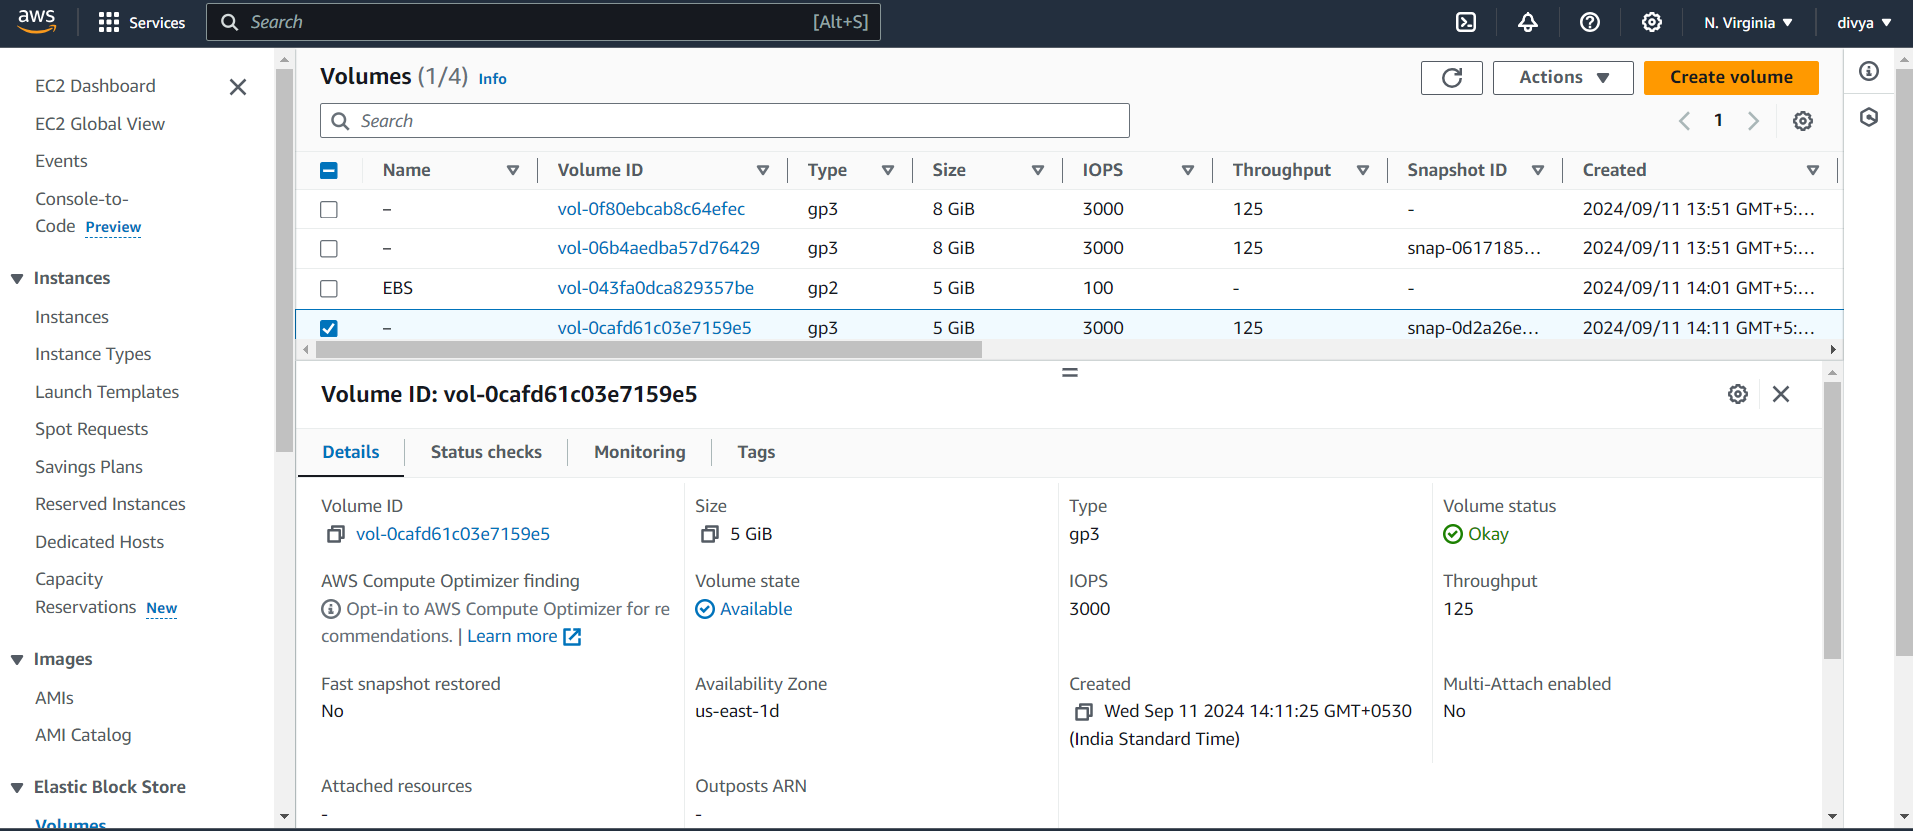 aws
Services
Search
[Alt+S]
N. Virginia
divya
EC2 Dashboard
EC2 Global View
Events
Console-to-
Code Preview
Instances
Instances
Instance Types
Launch Templates
Spot Requests
Savings Plans
Reserved Instances
Dedicated Hosts
Capacity
Reservations New
Images
AMIs
AMI Catalog
Elastic Block Store
Volumes
Volumes (1/4) Info
Actions
Create volume
Search
1
Name Volume ID Type Size IOPS Throughput Snapshot ID Created
– vol-0f80ebcab8c64efec gp3 8 GiB 3000 125 - 2024/09/11 13:51 GMT+5:...
– vol-06b4aedba57d76429 gp3 8 GiB 3000 125 snap-0617185... 2024/09/11 13:51 GMT+5:...
EBS vol-043fa0dca829357be gp2 5 GiB 100 - - 2024/09/11 14:01 GMT+5:...
– vol-0cafd61c03e7159e5 gp3 5 GiB 3000 125 snap-0d2a26e... 2024/09/11 14:11 GMT+5:...
Volume ID: vol-0cafd61c03e7159e5
Details Status checks Monitoring Tags
Volume ID
vol-0cafd61c03e7159e5
Size
5 GiB
Type
gp3
Volume status
Okay
AWS Compute Optimizer finding
Opt-in to AWS Compute Optimizer for re
commendations. | Learn more
Volume state
Available
IOPS
3000
Throughput
125
Fast snapshot restored
No
Availability Zone
us-east-1d
Created
Wed Sep 11 2024 14:11:25 GMT+0530
(India Standard Time)
Multi-Attach enabled
No
Attached resources
-
Outposts ARN
-